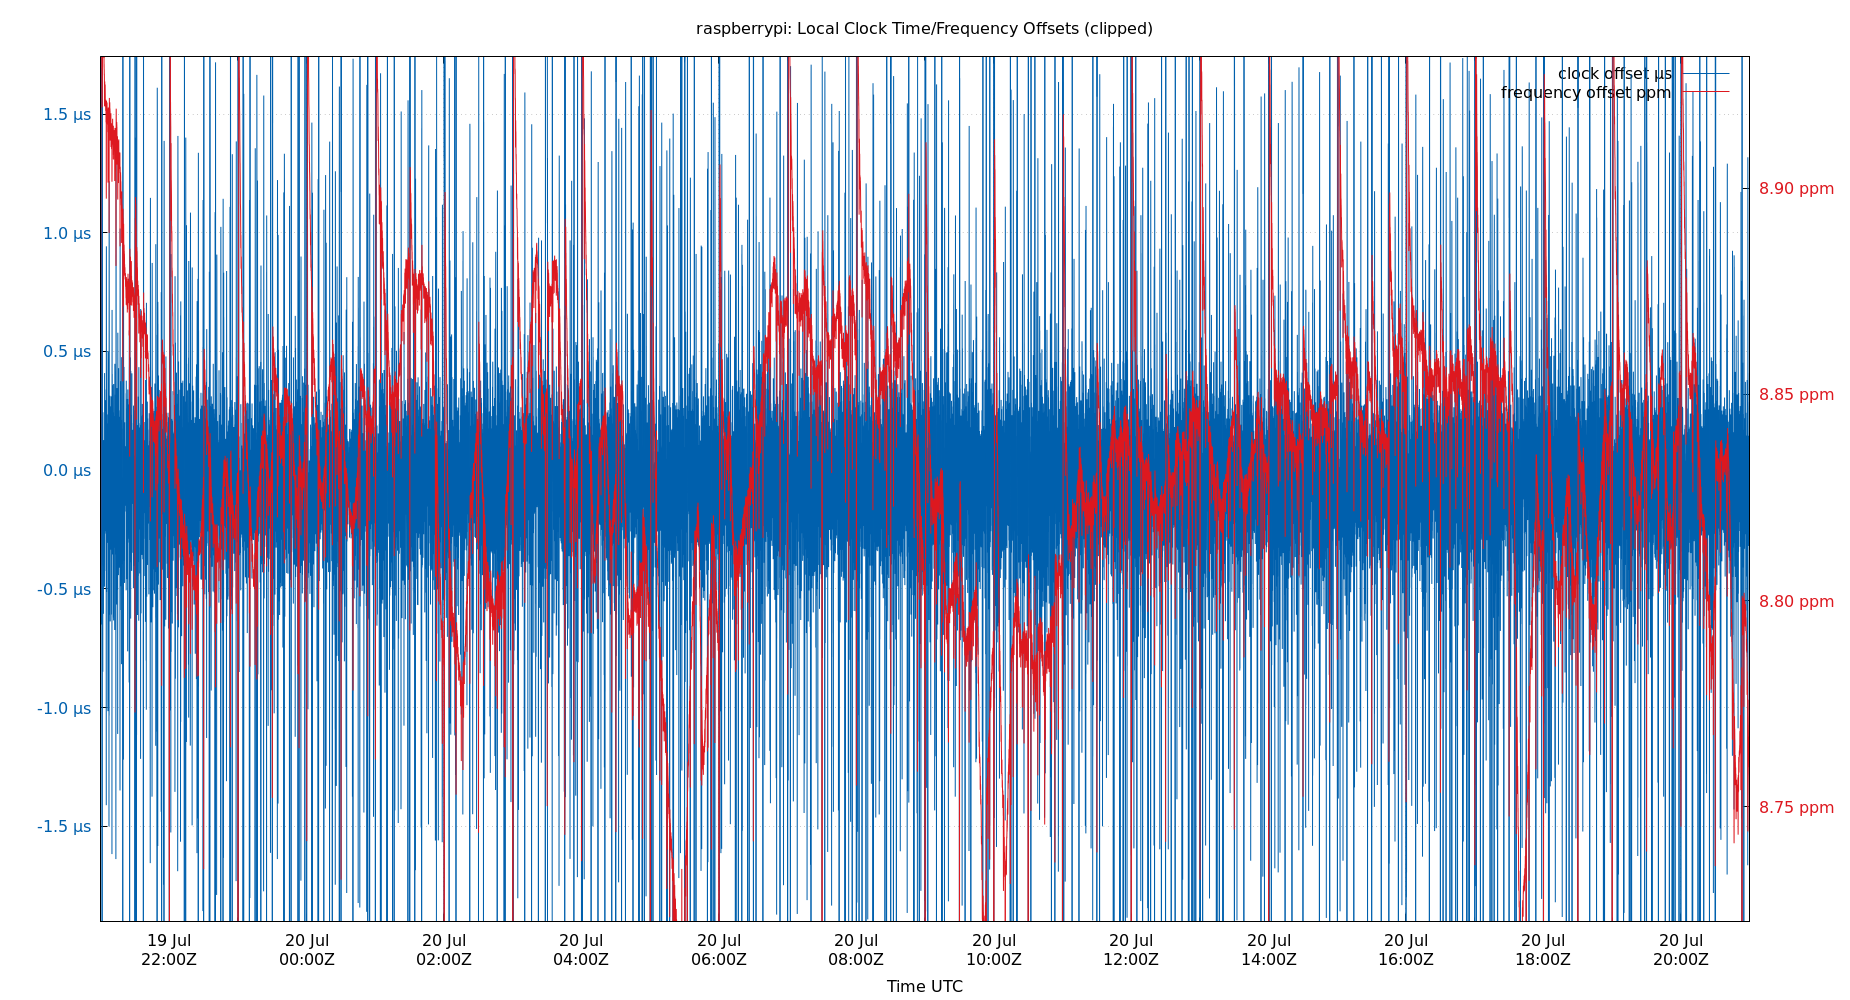 raspberrypi: Local Clock Time/Frequency Offsets (clipped)
clock offset µs
frequency offset ppm
1.5 µs
1.0 µs
0.5 µs
0.0 µs
-0.5 µs
-1.0 µs
-1.5 µs
8.90 ppm
8.85 ppm
8.80 ppm
8.75 ppm
19 Jul 20 Jul 20 Jul 20 Jul 20 Jul 20 Jul 20 Jul 20 Jul 20 Jul 20 Jul 20 Jul 20 Jul
22:00Z 00:00Z 02:00Z 04:00Z 06:00Z 08:00Z 10:00Z 12:00Z 14:00Z 16:00Z 18:00Z 20:00Z
Time UTC